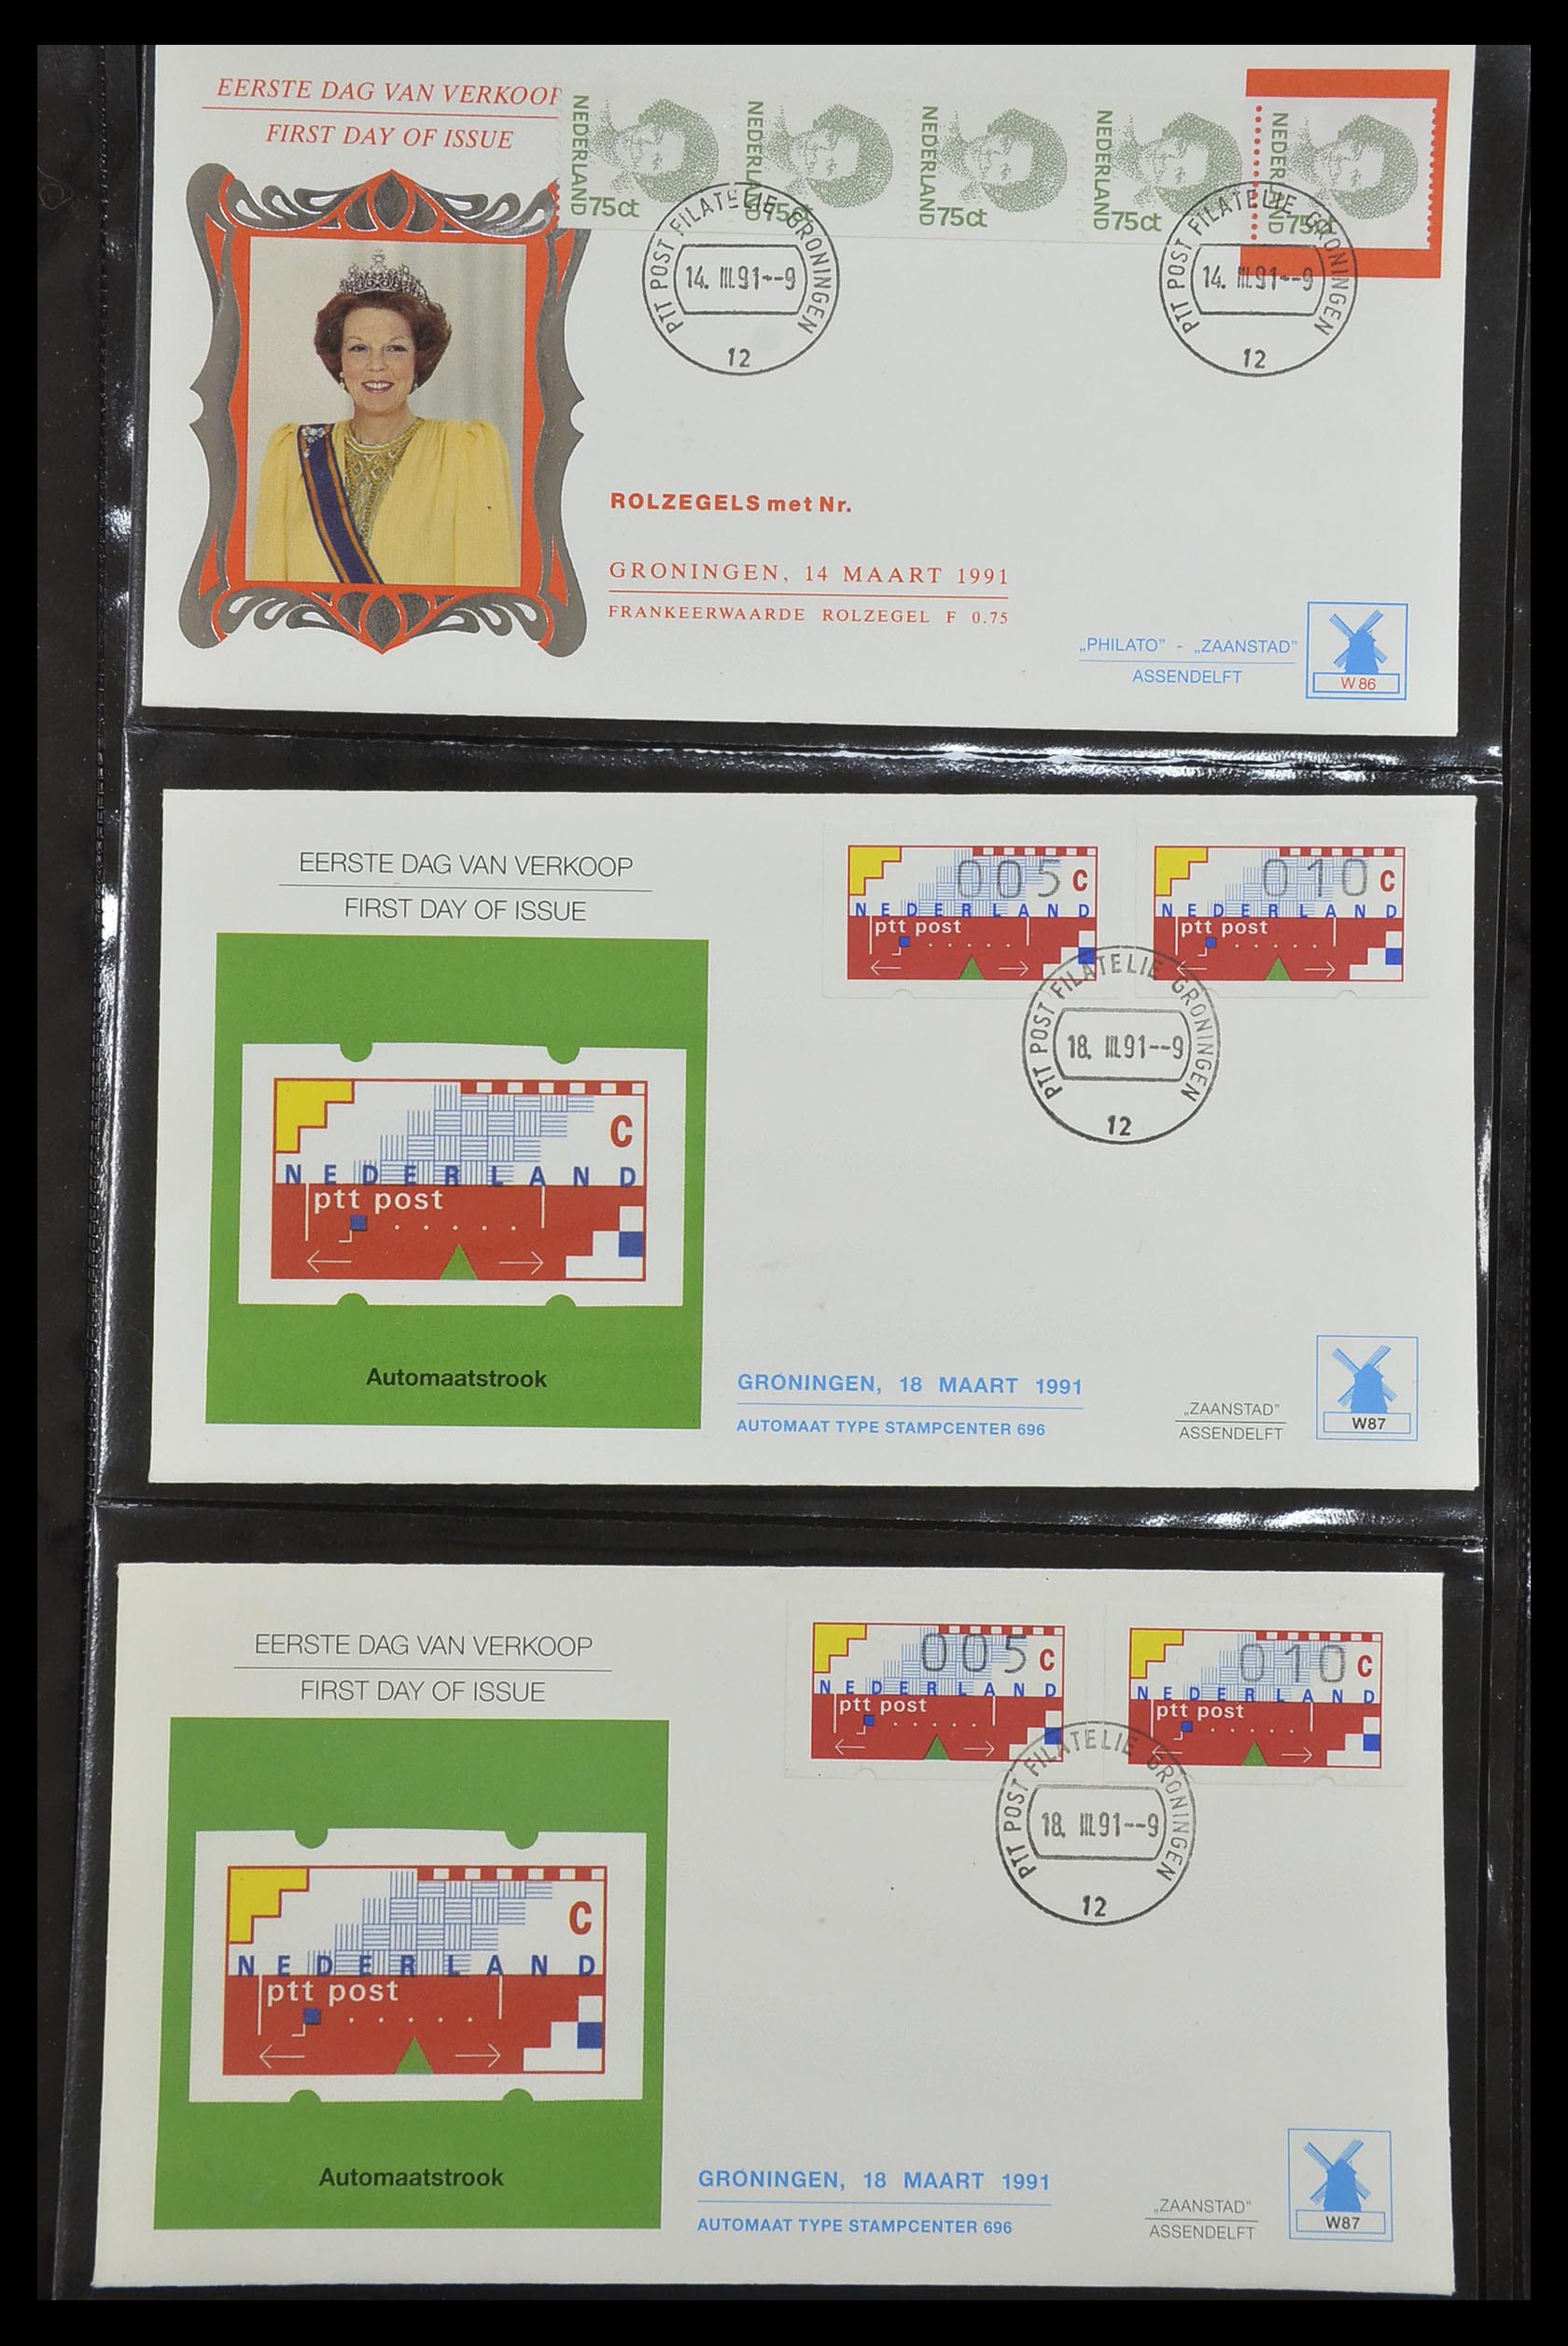 EERSTE DAG VAN VERKOOP
FIRST DAY OF ISSUE
NEDERLAND 75ct
NEDERLAND 75ct
NEDERLAND 75ct
NEDERLAND 75ct
NEDERLAND 75ct
PTT POST FILATELIE GRONINGEN
14. III.91--9
12
PTT POST FILATELIE GRONINGEN
14. III.91--9
12
ROLZEGELS met Nr.
GRONINGEN, 14 MAART 1991
FRANKEERWAARDE ROLZEGEL F 0.75
„PHILATO” - „ZAANSTAD”
ASSENDELFT
W 86
EERSTE DAG VAN VERKOOP
FIRST DAY OF ISSUE
005 C
NEDERLAND
ptt post
010 C
NEDERLAND
ptt post
PTT POST FILATELIE GRONINGEN
18. III.91--9
12
C
NEDERLAND
ptt post
Automaatstrook
GRONINGEN, 18 MAART 1991
AUTOMAAT TYPE STAMPCENTER 696
„ZAANSTAD”
ASSENDELFT
W87
EERSTE DAG VAN VERKOOP
FIRST DAY OF ISSUE
005 C
NEDERLAND
ptt post
010 C
NEDERLAND
ptt post
PTT POST FILATELIE GRONINGEN
18. III.91--9
12
C
NEDERLAND
ptt post
Automaatstrook
GRONINGEN, 18 MAART 1991
AUTOMAAT TYPE STAMPCENTER 696
„ZAANSTAD”
ASSENDELFT
W87